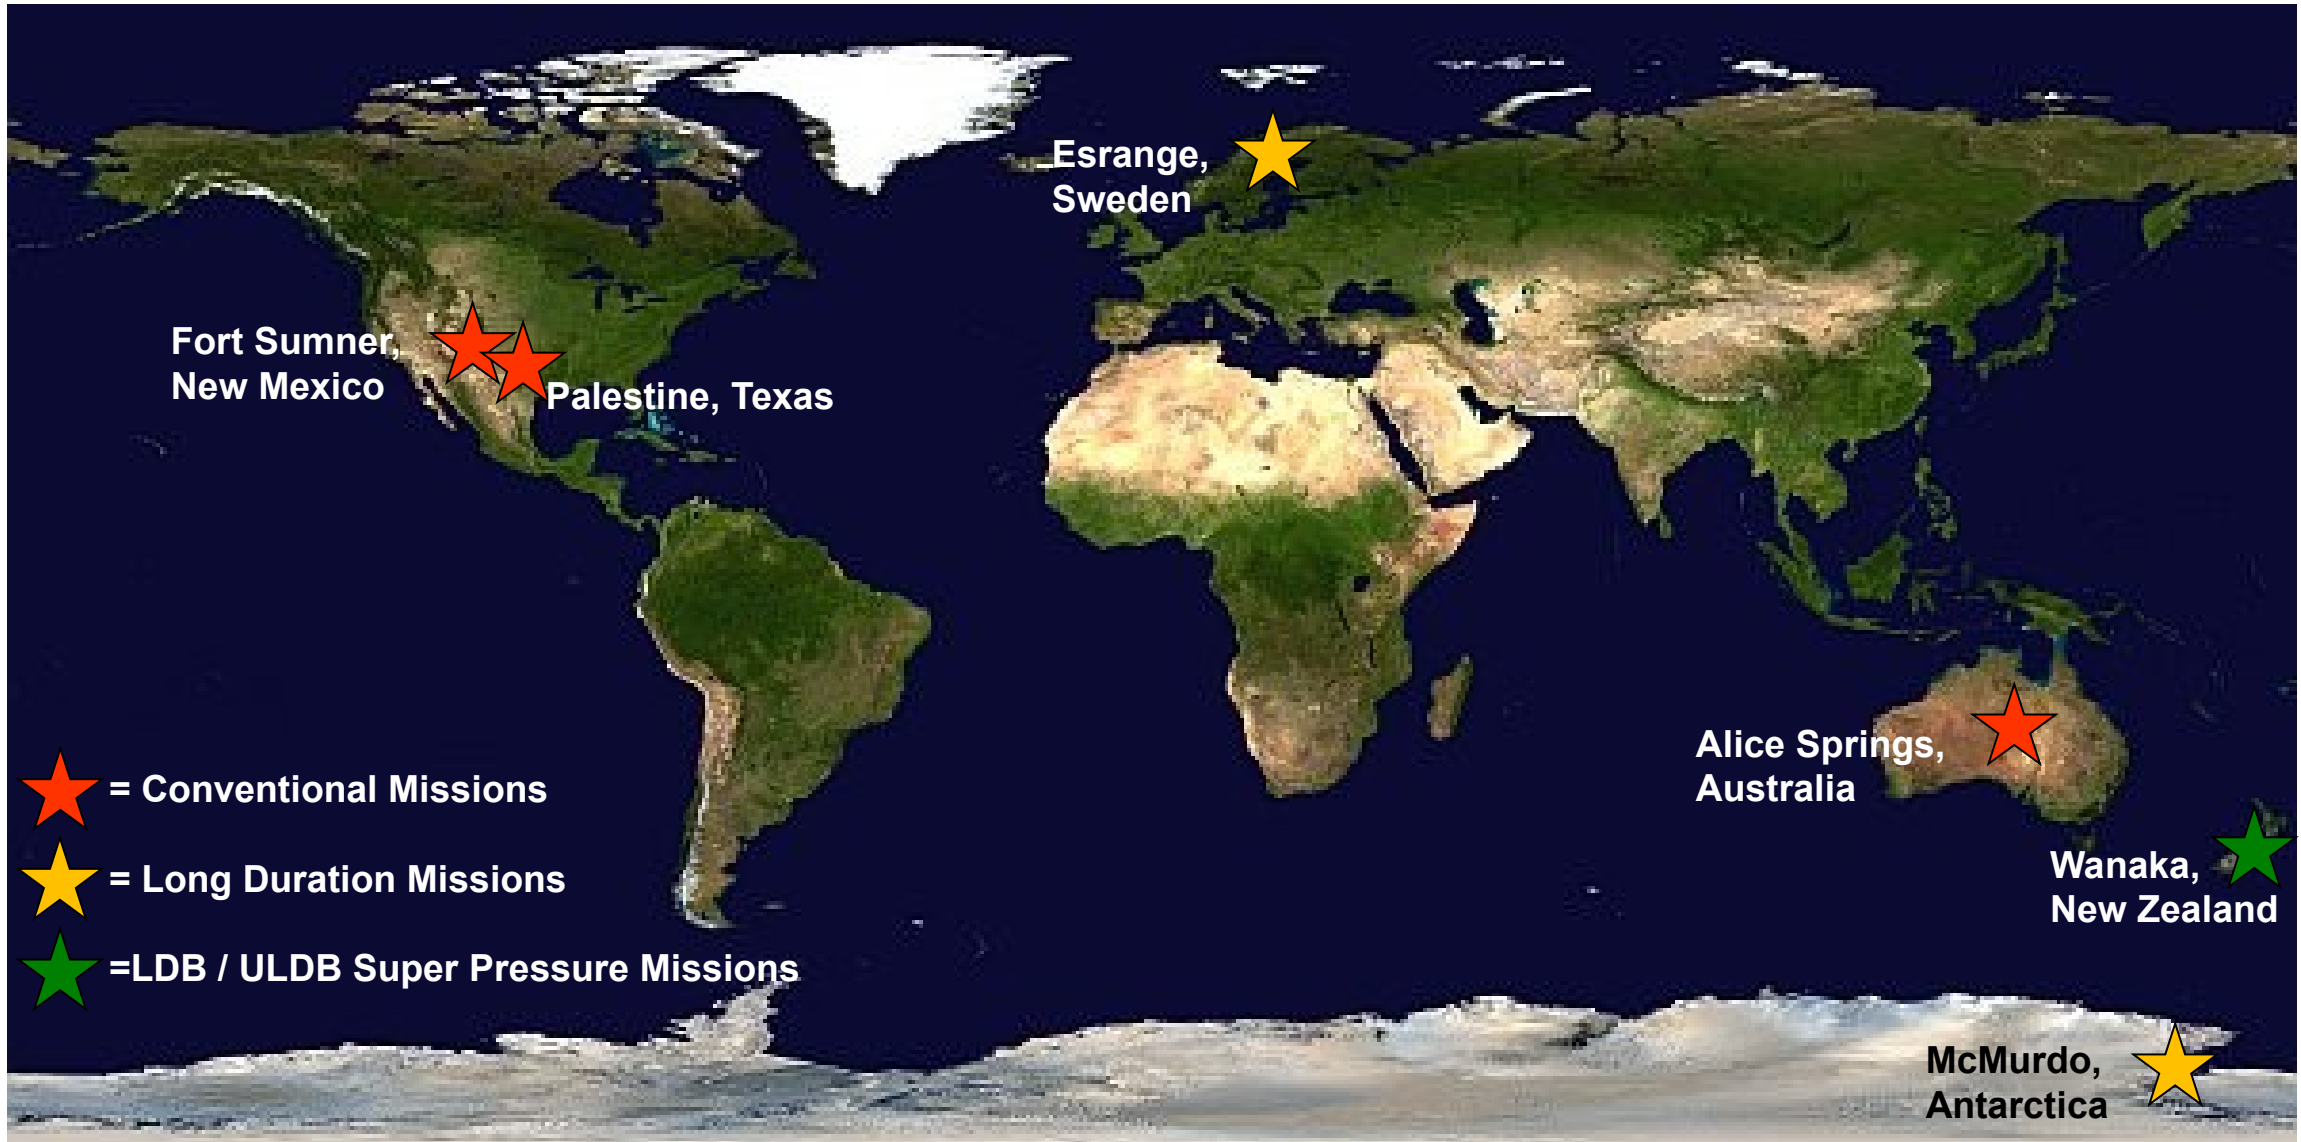 Esrange,
Sweden
Fort Sumner,
New Mexico
Palestine, Texas
Alice Springs,
Australia
= Conventional Missions
Wanaka,
New Zealand
= Long Duration Missions
=LDB / ULDB Super Pressure Missions
McMurdo,
Antarctica